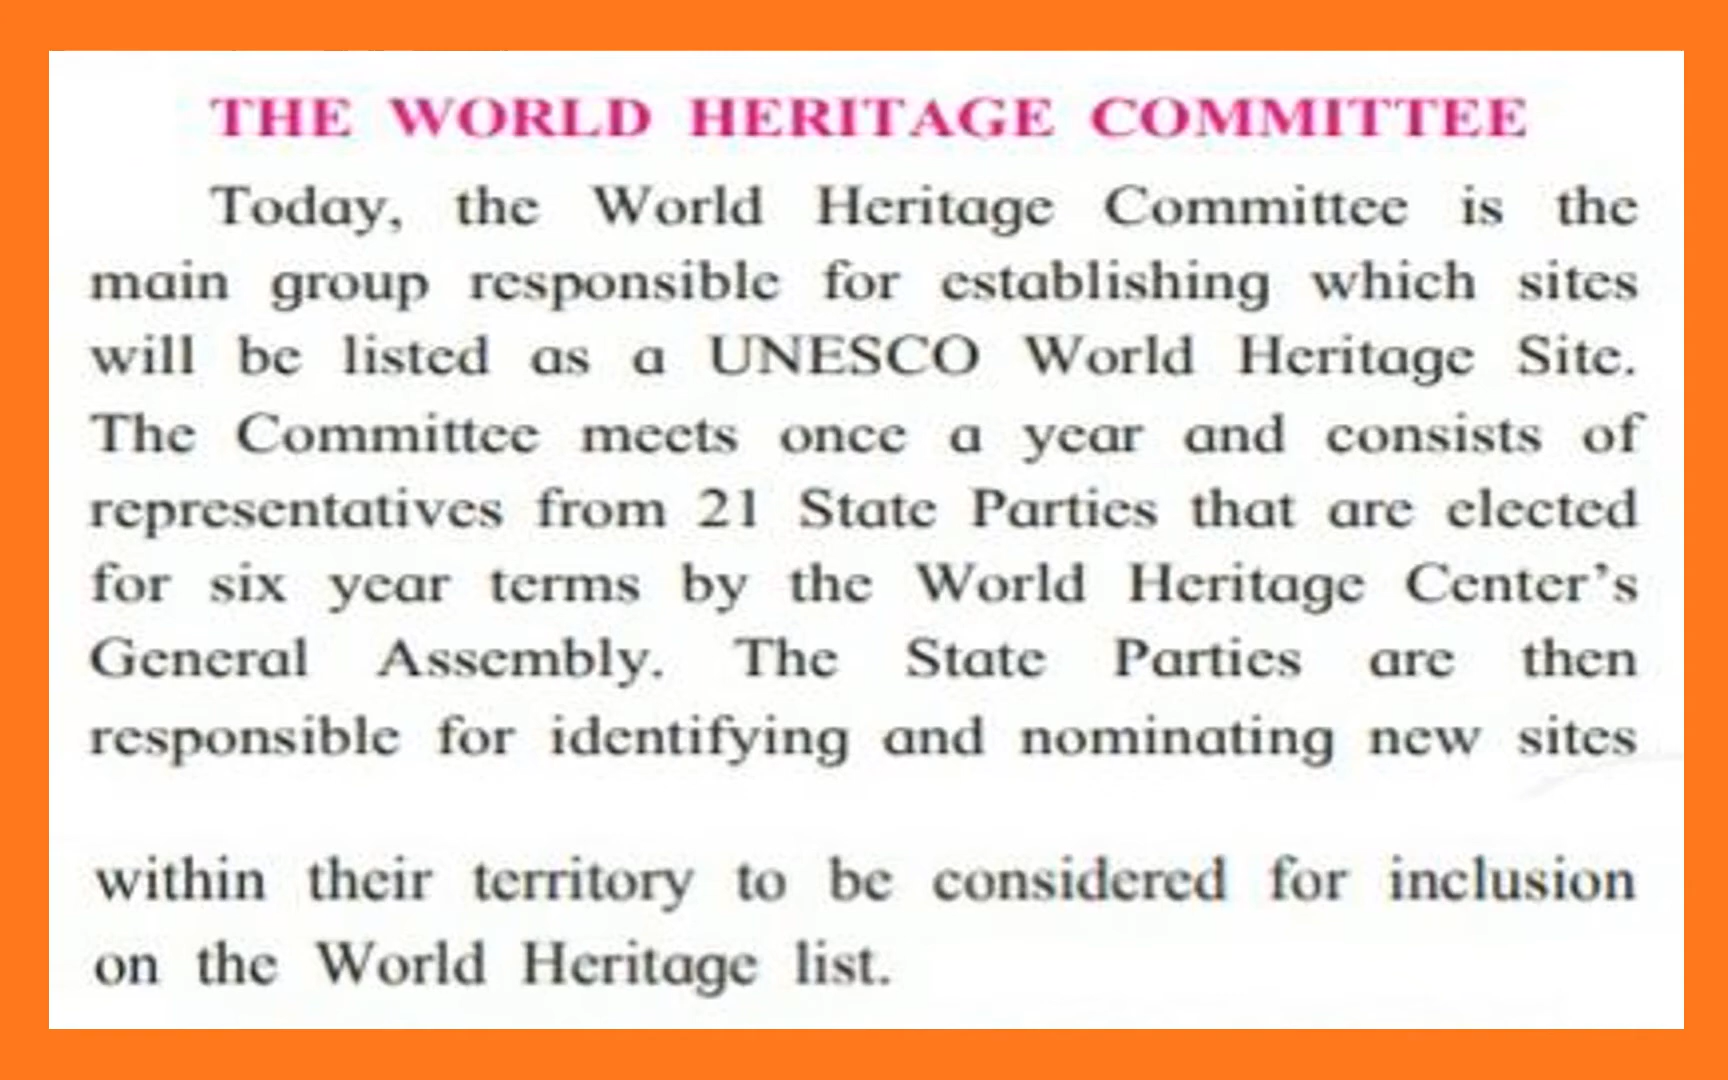 THE WORLD HERITAGE COMMITTEE
Today, the World Heritage Committee is the
main group responsible for establishing which sites
will be listed as a UNESCO World Heritage Site.
The Committee meets once a year and consists of
representatives from 21 State Parties that are elected
for six year terms by the World Heritage Center's
General Assembly. The State Parties are then
responsible for identifying and nominating new sites
within their territory to be considered for inclusion
on the World Heritage list.